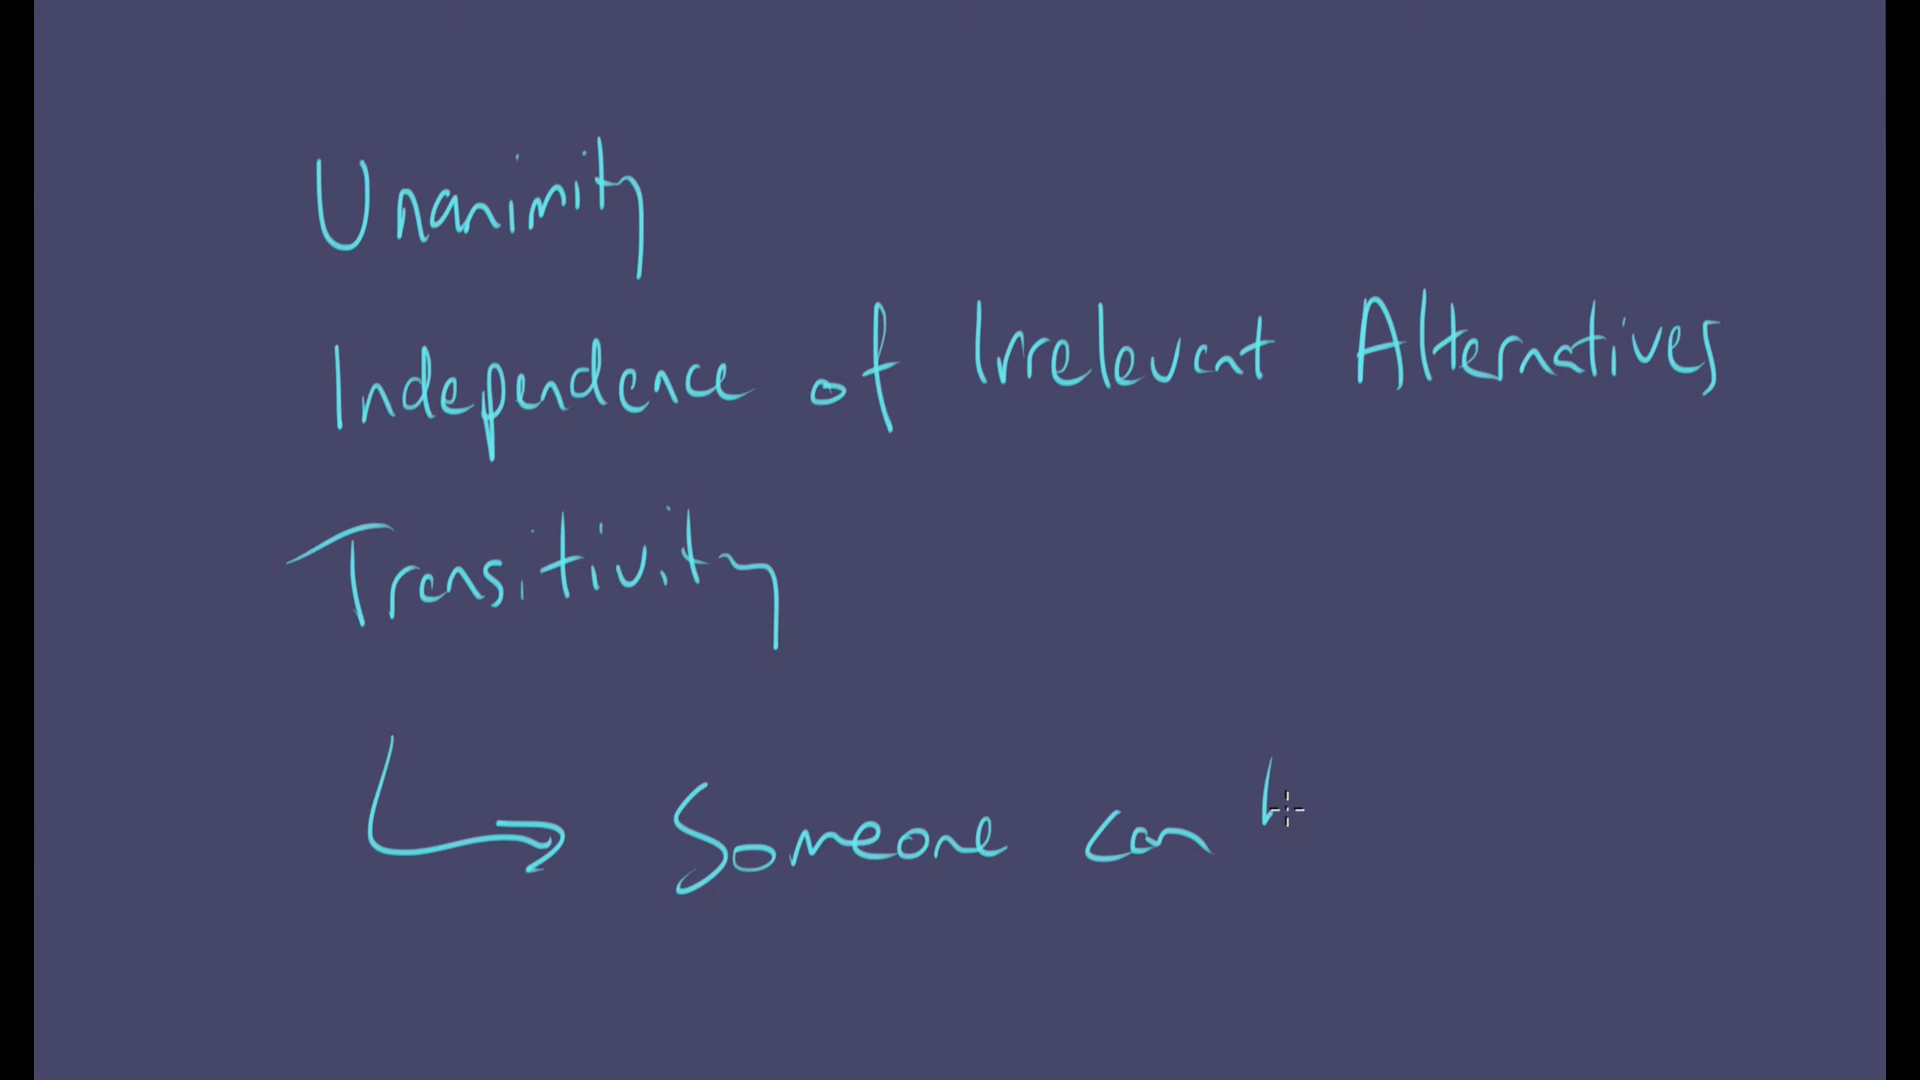 Unanimity
Independence of Irrelevant Alternatives
Transitivity
Someone can